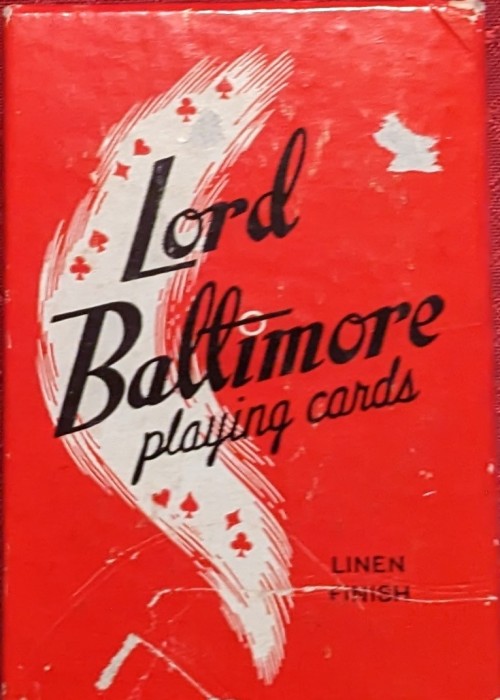 Lord
Baltimore
playing cards
LINEN
FINISH